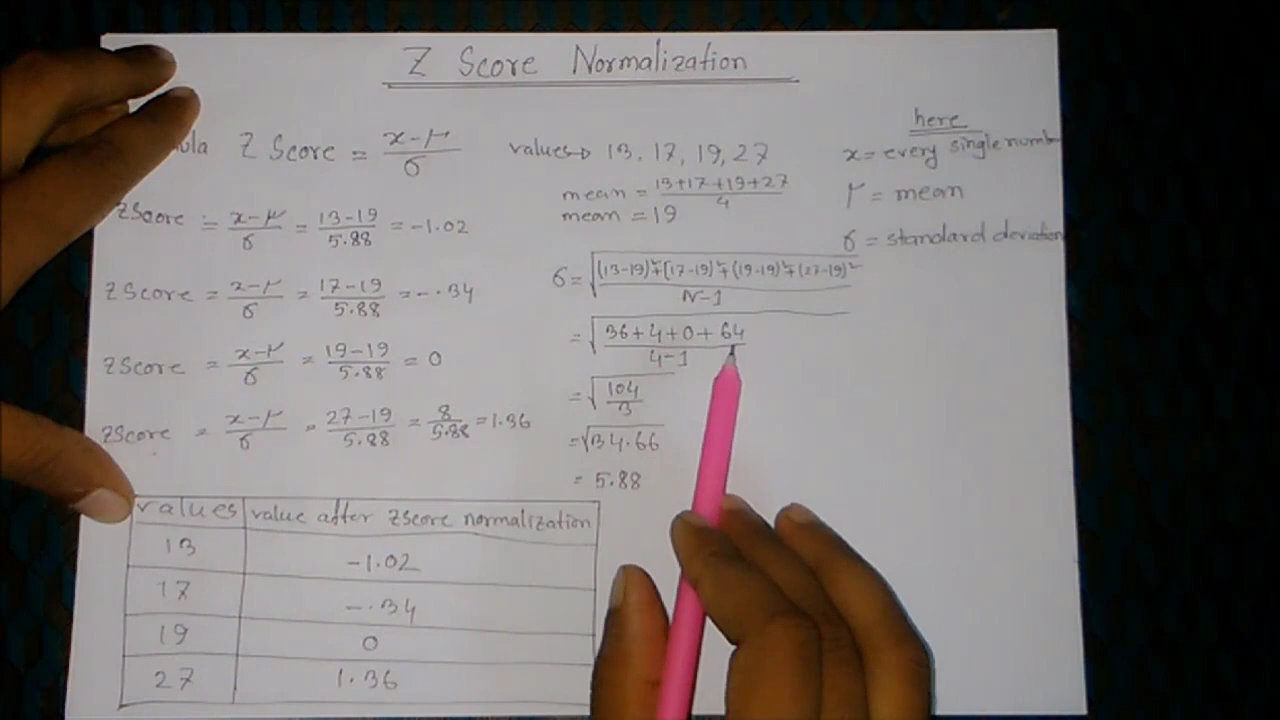 Z Score Normalization
Z Score = x-μ/σ
ZScore = x-μ/σ = 13-19/5.88 = -1.02
ZScore = x-μ/σ = 17-19/5.88 = -.34
ZScore = x-μ/σ = 19-19/5.88 = 0
ZScore = x-μ/σ = 27-19/5.88 = 8/5.88 = 1.36
values → 13, 17, 19, 27
mean = 13+17+19+27/4
mean = 19
σ = √(13-19)²+(17-19)²+(19-19)²+(27-19)²/N-1
= √36+4+0+64/4-1
= √104/3
= √34.66
= 5.88
here
x = every single
μ = mean
σ = standard deviation
values value after ZScore normalization
13 -1.02
17 -.34
19 0
27 1.36